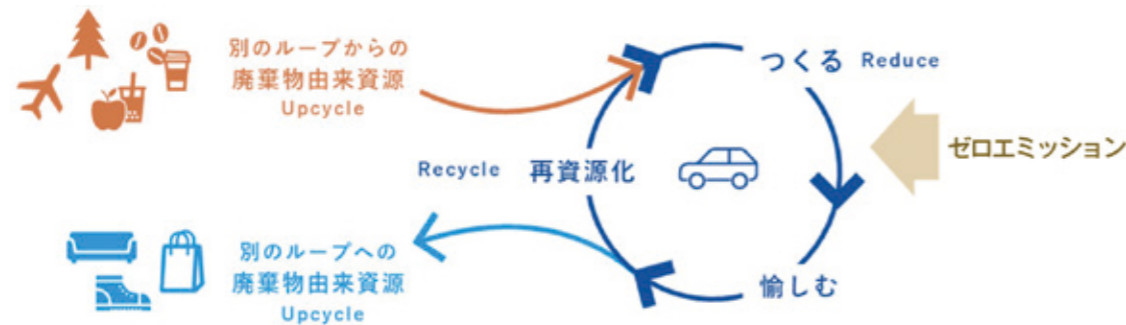 別のループからの
廃棄物由来資源
Upcycle
つくる Reduce
ゼロエミッション
Recycle 再資源化
別のループへの
廃棄物由来資源
Upcycle
愉しむ